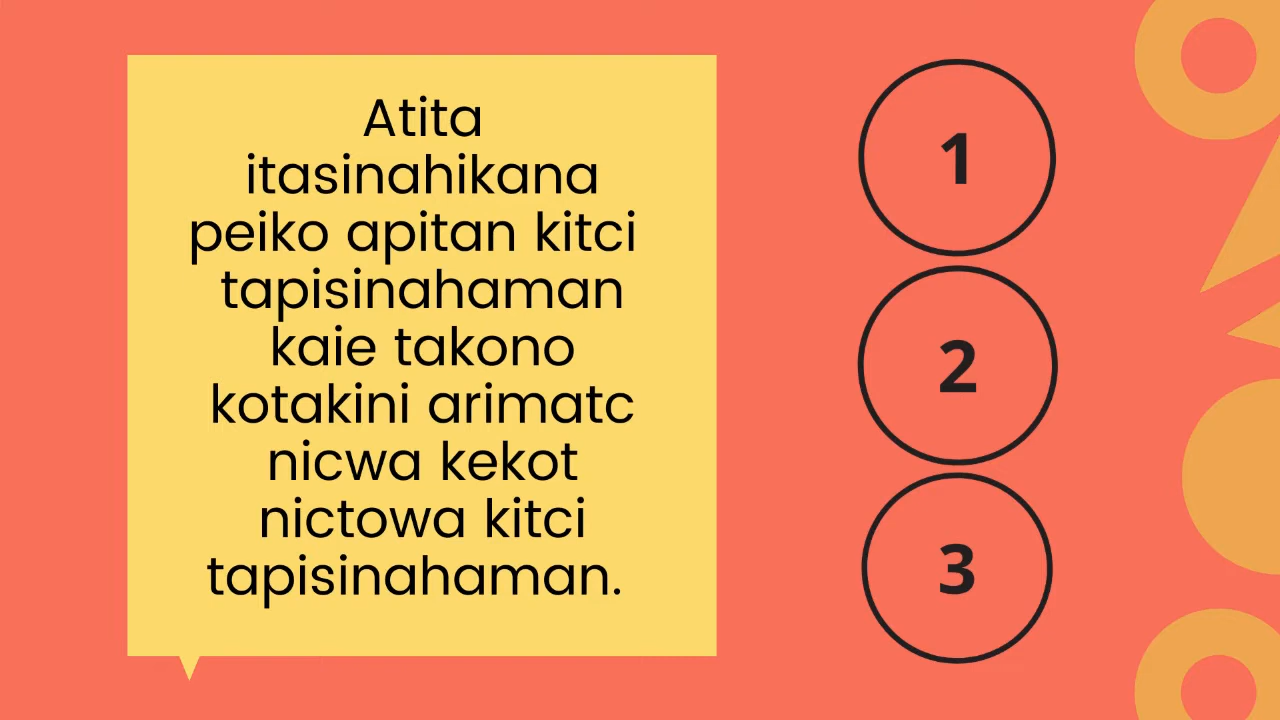 Atita
itasinahikana
peiko apitan kitci
tapisinahaman
kaie takono
kotakini arimatc
nicwa kekot
nictowa kitci
tapisinahaman.
1
2
3